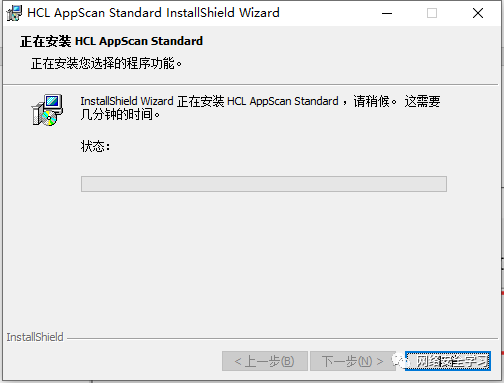 HCL AppScan Standard InstallShield Wizard
正在安装 HCL AppScan Standard
正在安装您选择的程序功能。
InstallShield Wizard 正在安装 HCL AppScan Standard ，请稍候。 这需要
几分钟的时间。
状态：
InstallShield
< 上一步(B)
下一步(N) >
网络安全学习